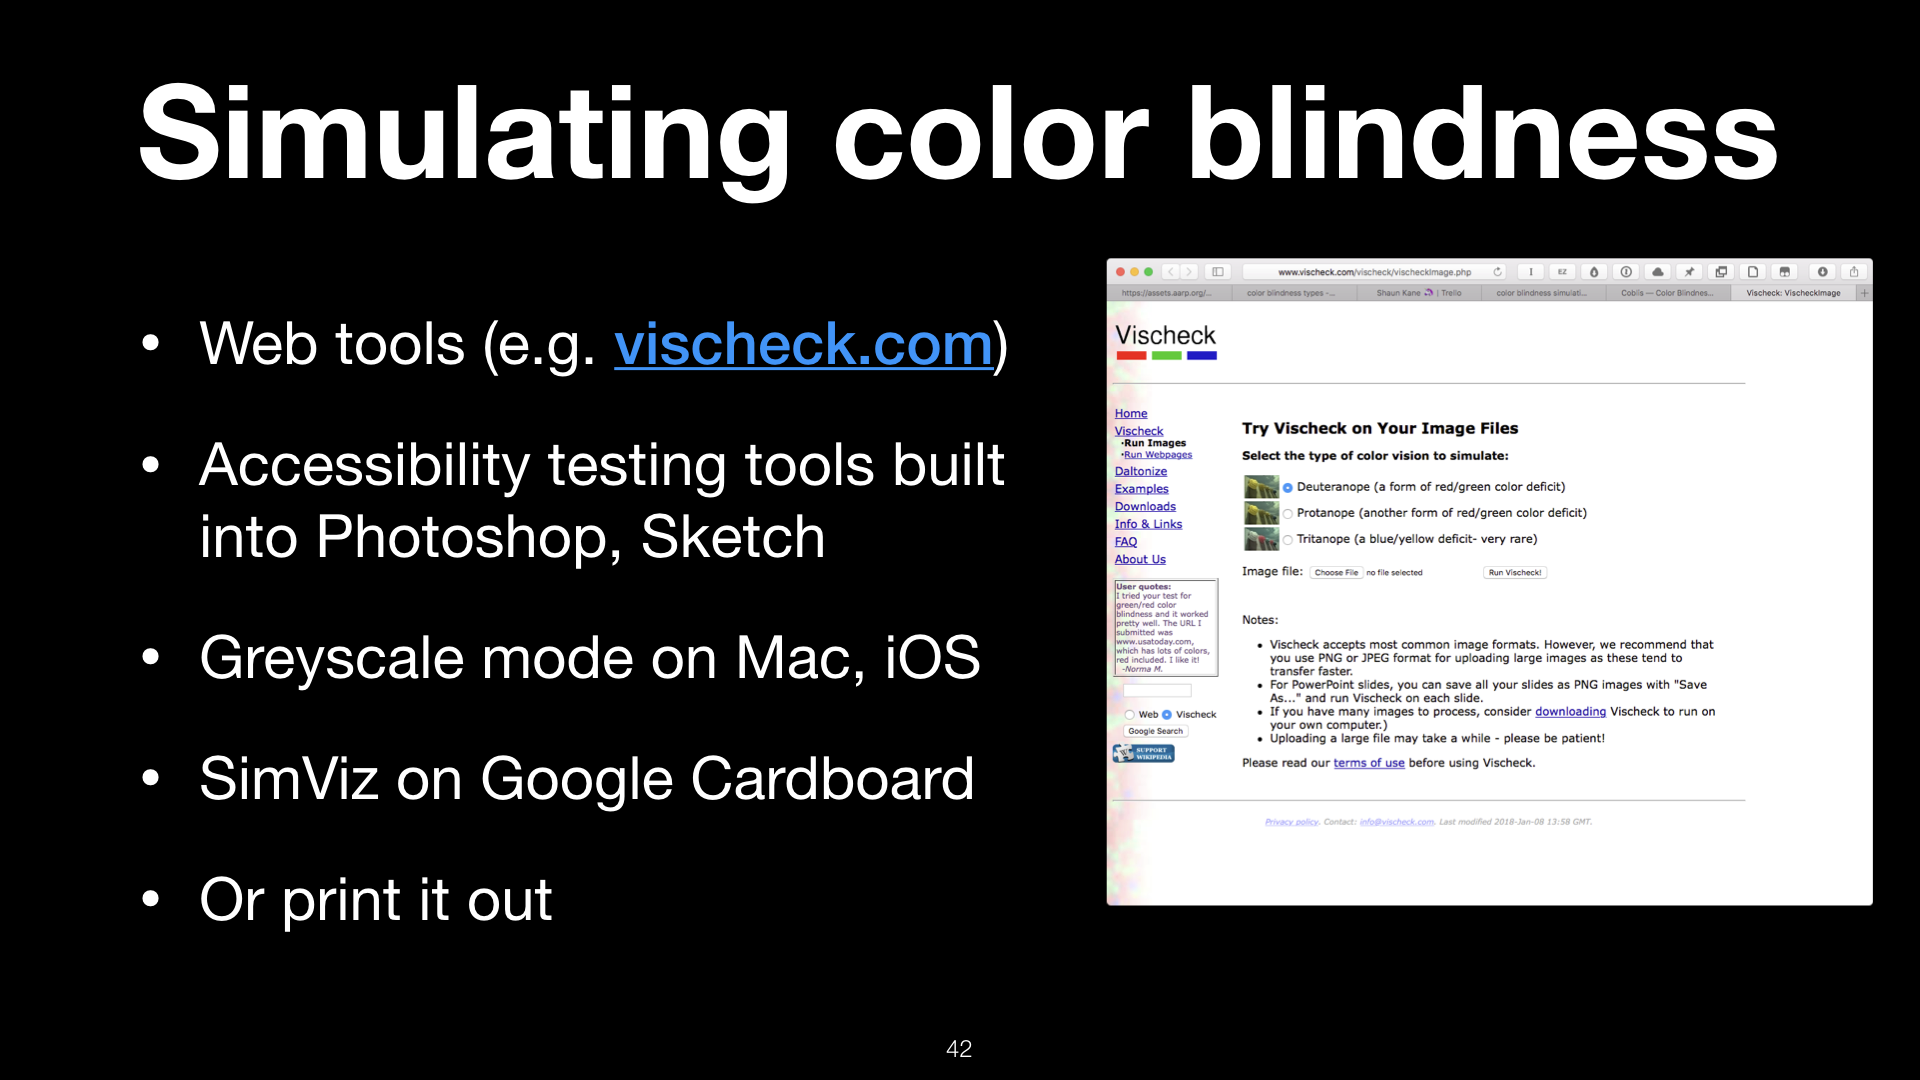 Simulating color blindness
• Web tools (e.g. vischeck.com)
• Accessibility testing tools built
into Photoshop, Sketch
• Greyscale mode on Mac, iOS
• SimViz on Google Cardboard
• Or print it out
www.vischeck.com/vischeck/vischeckImage.php
https://assets.aarp.org/...
color blindness types -...
Shaun Kane | Trello
color blindness simulati...
Coblis — Color Blindnes...
Vischeck: VischeckImage
Vischeck
Home
Vischeck
·Run Images
·Run Webpages
Daltonize
Examples
Downloads
Info & Links
FAQ
About Us
User quotes:
I tried your test for
green/red color
blindness and it worked
pretty well. The URL I
submitted was
www.usatoday.com,
which has lots of colors,
red included. I like it!
-Norma M.
Web Vischeck
Google Search
SUPPORT
WIKIPEDIA
Try Vischeck on Your Image Files
Select the type of color vision to simulate:
Deuteranope (a form of red/green color deficit)
Protanope (another form of red/green color deficit)
Tritanope (a blue/yellow deficit- very rare)
Image file: Choose File no file selected Run Vischeck!
Notes:
• Vischeck accepts most common image formats. However, we recommend that
you use PNG or JPEG format for uploading large images as these tend to
transfer faster.
• For PowerPoint slides, you can save all your slides as PNG images with "Save
As..." and run Vischeck on each slide.
• If you have many images to process, consider downloading Vischeck to run on
your own computer.)
• Uploading a large file may take a while - please be patient!
Please read our terms of use before using Vischeck.
Privacy policy. Contact: info@vischeck.com. Last modified 2018-Jan-08 13:58 GMT.
42